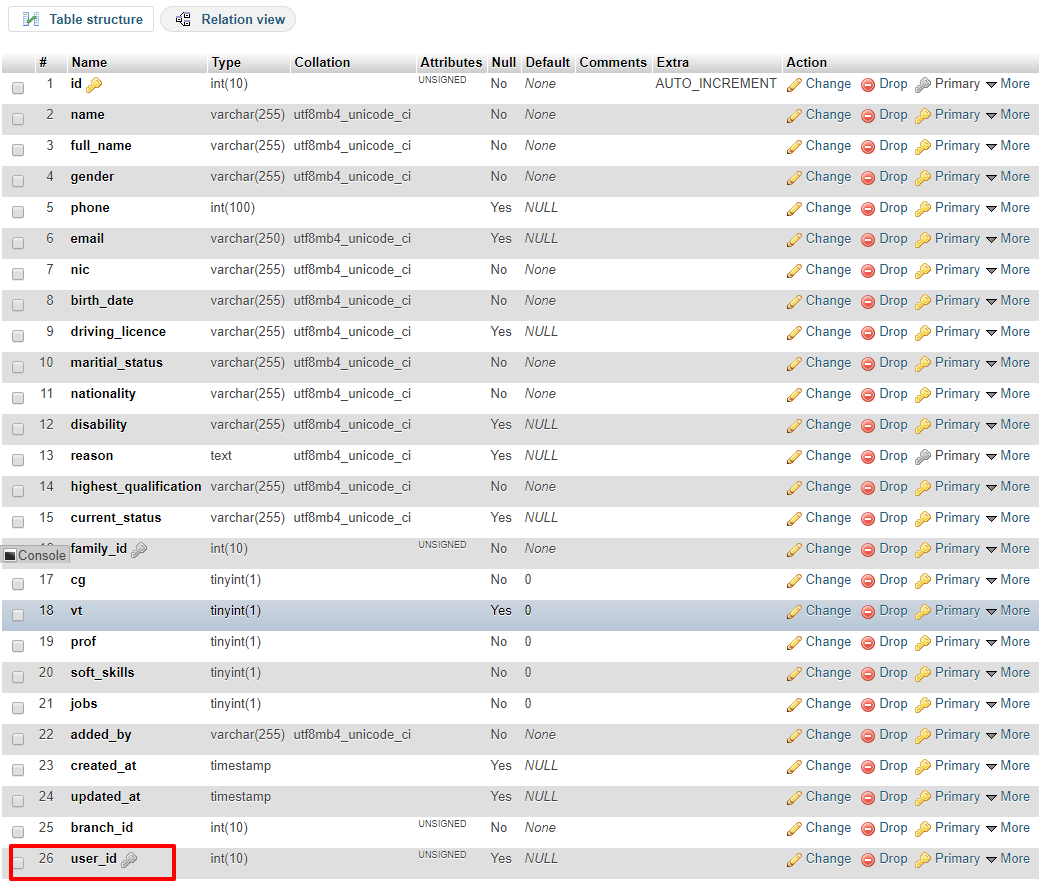 Table structure Relation view
# Name Type Collation Attributes Null Default Comments Extra Action
1 id int(10) UNSIGNED No None AUTO_INCREMENT Change Drop Primary More
2 name varchar(255) utf8mb4_unicode_ci No None Change Drop Primary More
3 full_name varchar(255) utf8mb4_unicode_ci No None Change Drop Primary More
4 gender varchar(255) utf8mb4_unicode_ci No None Change Drop Primary More
5 phone int(100) Yes NULL Change Drop Primary More
6 email varchar(250) utf8mb4_unicode_ci Yes NULL Change Drop Primary More
7 nic varchar(255) utf8mb4_unicode_ci No None Change Drop Primary More
8 birth_date varchar(255) utf8mb4_unicode_ci No None Change Drop Primary More
9 driving_licence varchar(255) utf8mb4_unicode_ci Yes NULL Change Drop Primary More
10 maritial_status varchar(255) utf8mb4_unicode_ci No None Change Drop Primary More
11 nationality varchar(255) utf8mb4_unicode_ci No None Change Drop Primary More
12 disability varchar(255) utf8mb4_unicode_ci Yes NULL Change Drop Primary More
13 reason text utf8mb4_unicode_ci Yes NULL Change Drop Primary More
14 highest_qualification varchar(255) utf8mb4_unicode_ci No None Change Drop Primary More
15 current_status varchar(255) utf8mb4_unicode_ci Yes NULL Change Drop Primary More
family_id int(10) UNSIGNED No None Change Drop Primary More
Console
17 cg tinyint(1) No 0 Change Drop Primary More
18 vt tinyint(1) Yes 0 Change Drop Primary More
19 prof tinyint(1) No 0 Change Drop Primary More
20 soft_skills tinyint(1) No 0 Change Drop Primary More
21 jobs tinyint(1) No 0 Change Drop Primary More
22 added_by varchar(255) utf8mb4_unicode_ci No None Change Drop Primary More
23 created_at timestamp Yes NULL Change Drop Primary More
24 updated_at timestamp Yes NULL Change Drop Primary More
25 branch_id int(10) UNSIGNED No None Change Drop Primary More
26 user_id int(10) UNSIGNED Yes NULL Change Drop Primary More